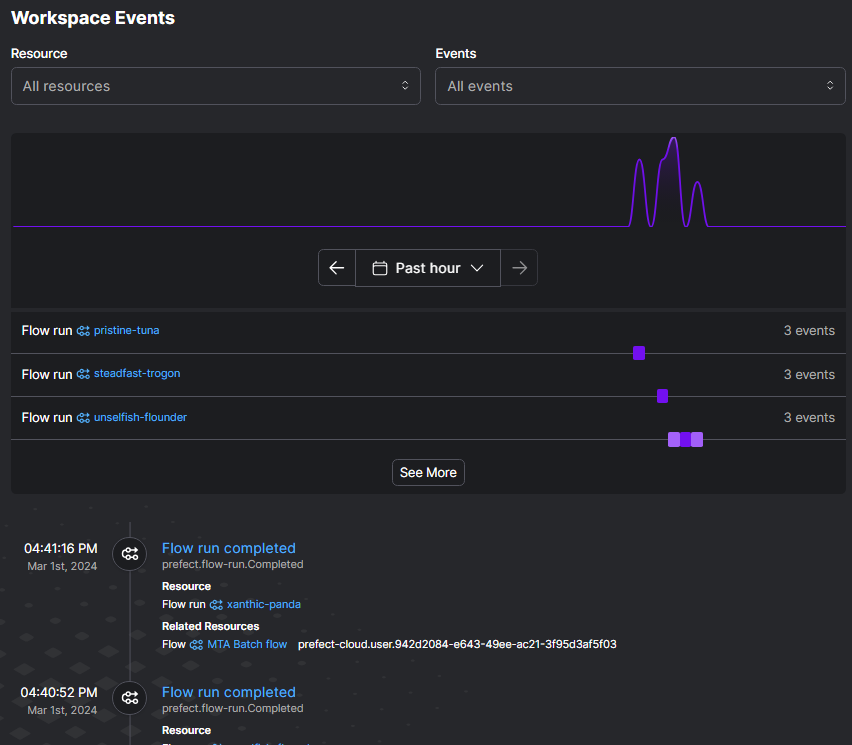 Workspace Events
Resource
Events
All resources
All events
Past hour
Flow run pristine-tuna 3 events
Flow run steadfast-trogon 3 events
Flow run unselfish-flounder 3 events
See More
04:41:16 PM
Mar 1st, 2024
Flow run completed
prefect.flow-run.Completed
Resource
Flow run xanthic-panda
Related Resources
Flow MTA Batch flow prefect-cloud.user.942d2084-e643-49ee-ac21-3f95d3af5f03
04:40:52 PM
Mar 1st, 2024
Flow run completed
prefect.flow-run.Completed
Resource